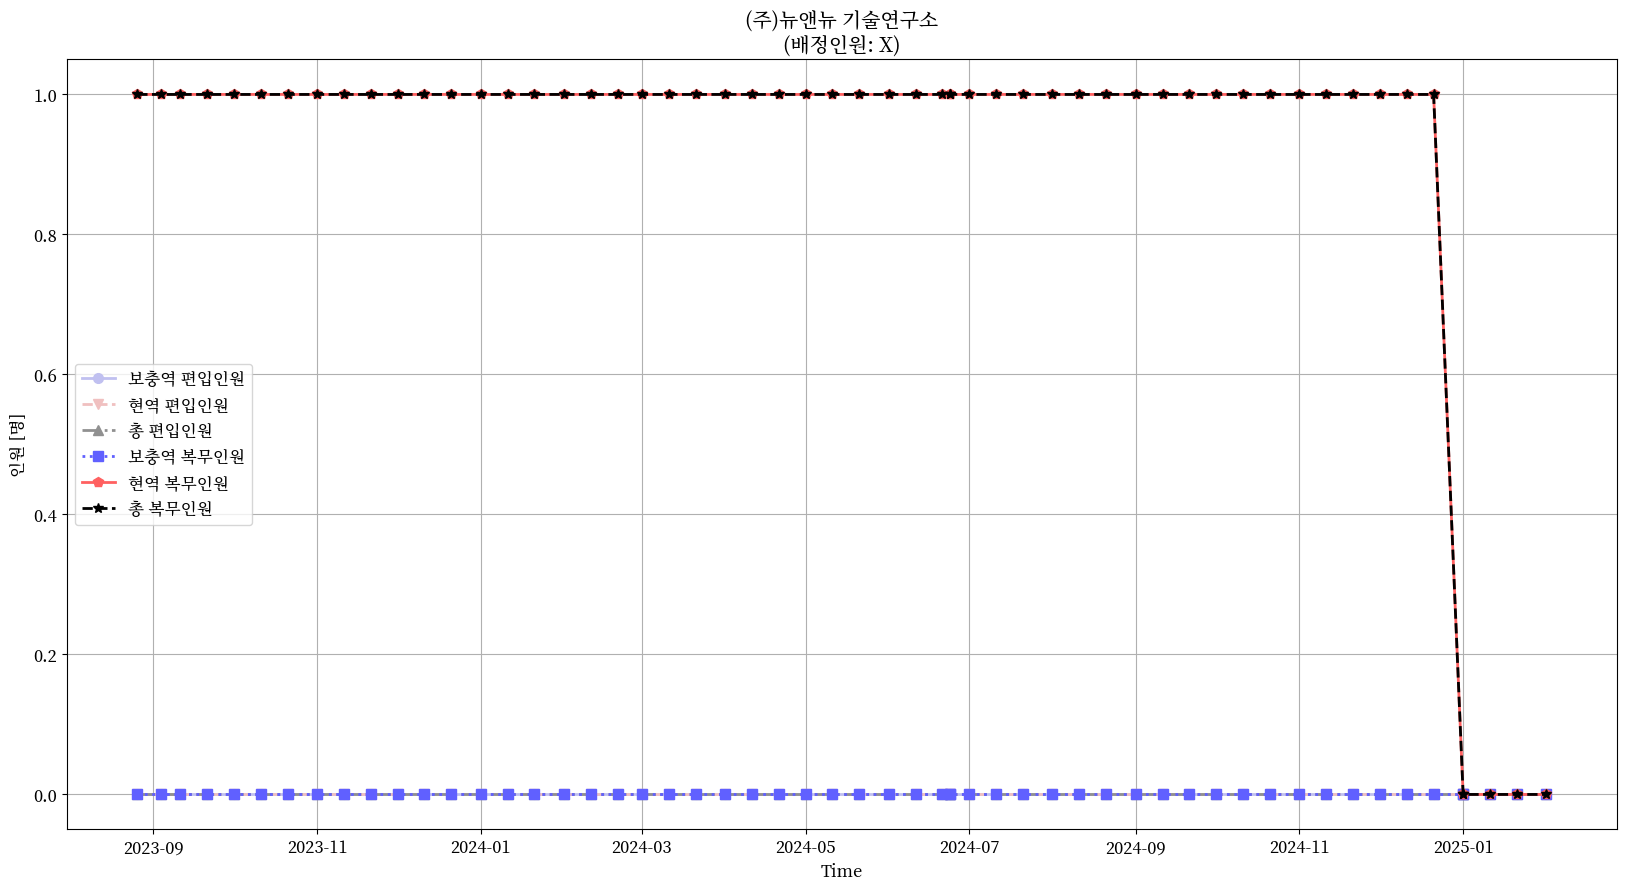 (주)뉴앤뉴 기술연구소
(배정인원: X)
1.0
0.8
0.6
0.4
0.2
0.0
인원 [명]
보충역 편입인원
현역 편입인원
총 편입인원
보충역 복무인원
현역 복무인원
총 복무인원
2023-09
2023-11
2024-01
2024-03
2024-05
2024-07
2024-09
2024-11
2025-01
Time